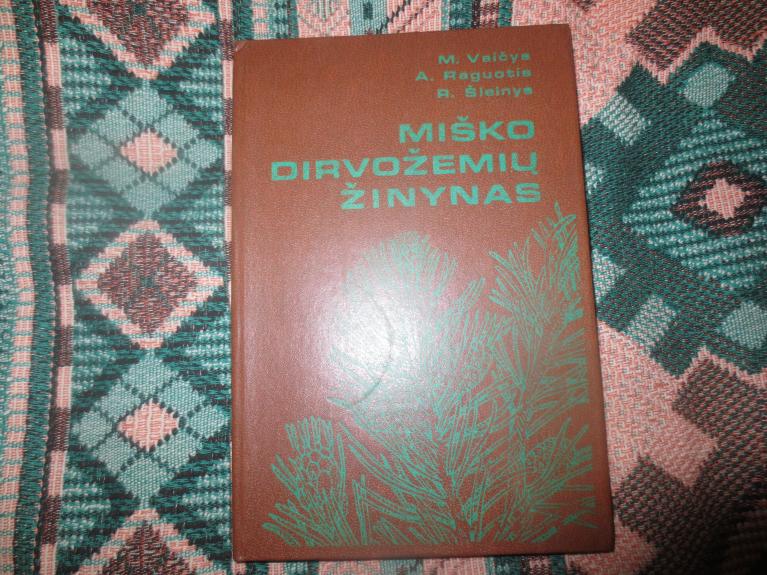 M. Vaičys
A. Raguotis
R. Šleinys
MIŠKO
DIRVOŽEMIŲ
ŽINYNAS